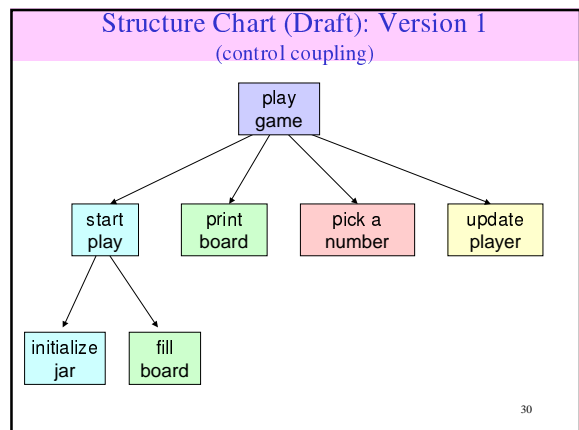 Structure Chart (Draft): Version 1
(control coupling)
play
game
start
play
print
board
pick a
number
update
player
initialize
jar
fill
board
30